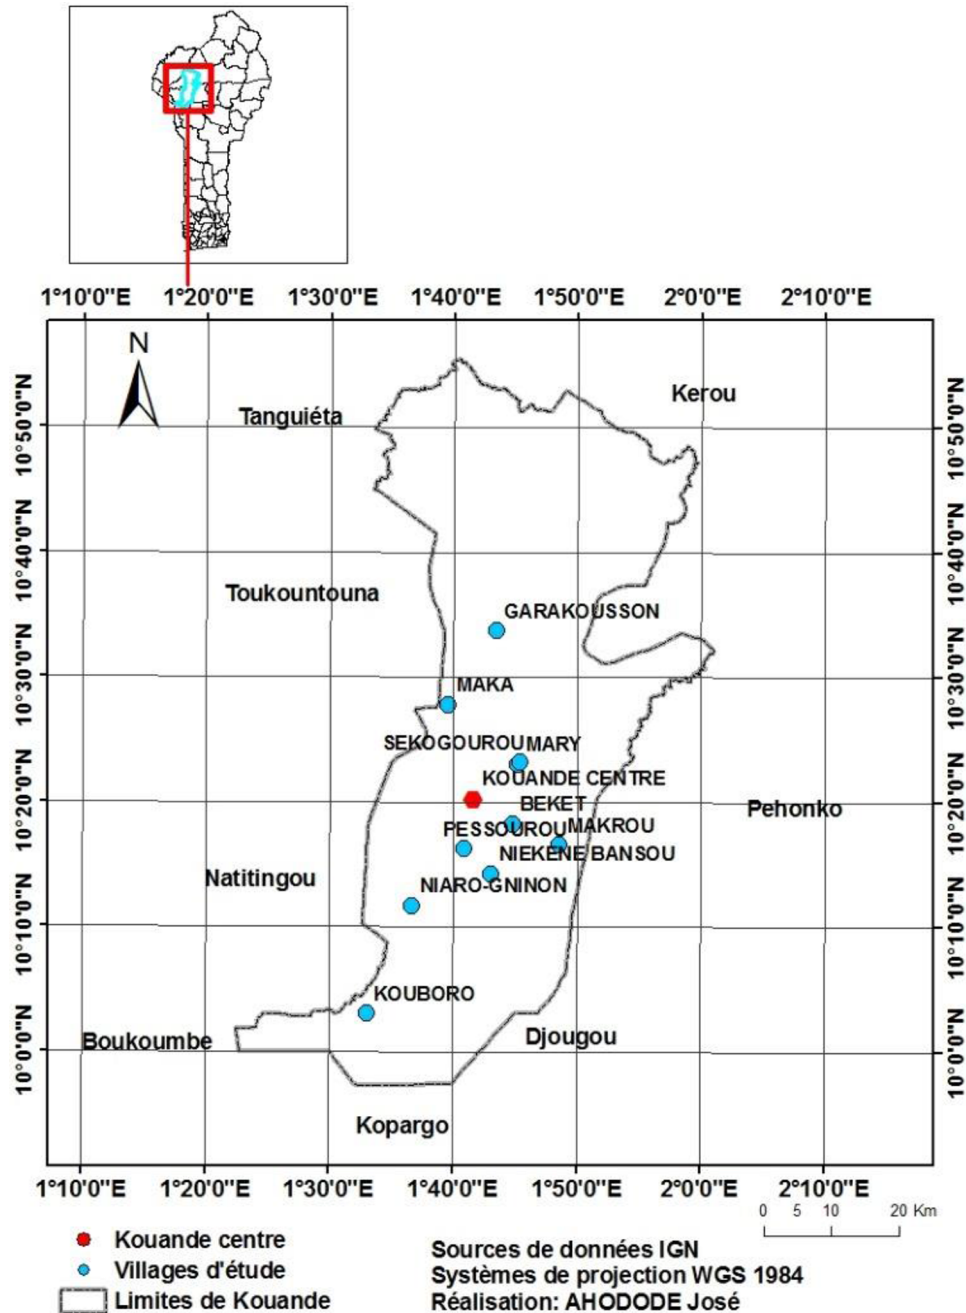 1°10'0"E 1°20'0"E 1°30'0"E 1°40'0"E 1°50'0"E 2°0'0"E 2°10'0"E
N
Kerou
Tanguiéta
10°50'0"N 10°50'0"N
10°40'0"N 10°40'0"N
Toukountouna
GARAKOUSSON
10°30'0"N 10°30'0"N
MAKA
SEKOGOUROU MARY
KOUANDE CENTRE
10°20'0"N 10°20'0"N
BEKET
Pehonko
PESSOUROU MAKROU
NIEKENE BANSOU
Natitingou
NIARO-GNINON
10°10'0"N 10°10'0"N
KOUBORO
Boukoumbe
Djougou
10°0'0"N 10°0'0"N
Kopargo
1°10'0"E 1°20'0"E 1°30'0"E 1°40'0"E 1°50'0"E 2°0'0"E 2°10'0"E
0 5 10 20 Km
Kouande centre
Villages d'étude
Limites de Kouande
Sources de données IGN
Systèmes de projection WGS 1984
Réalisation: AHODODE José